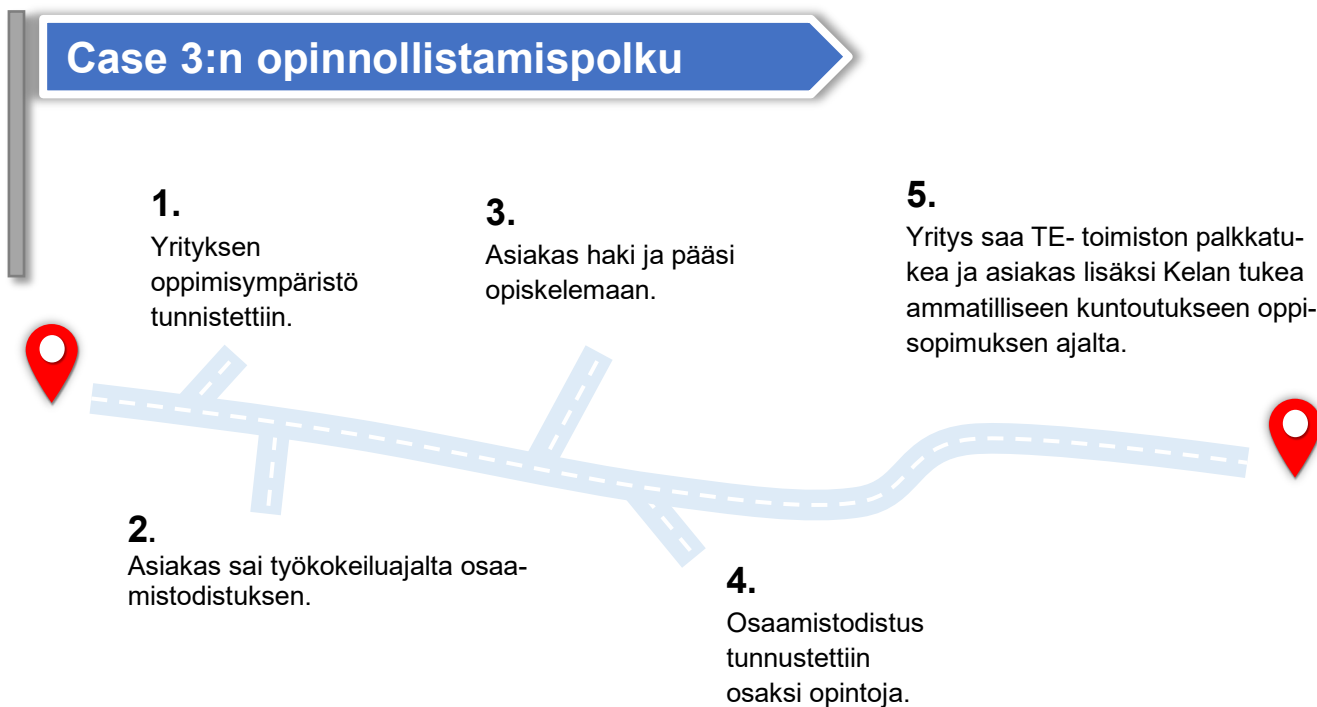 Case 3:n opinnollistamispolku
1.
Yrityksen
oppimisympäristö
tunnistettiin.
2.
Asiakas sai työkokeiluajalta osaa-
mistodistuksen.
3.
Asiakas haki ja pääsi
opiskelemaan.
4.
Osaamistodistus
tunnustettiin
osaksi opintoja.
5.
Yritys saa TE- toimiston palkkatu-
kea ja asiakas lisäksi Kelan tukea
ammatilliseen kuntoutukseen oppi-
sopimuksen ajalta.